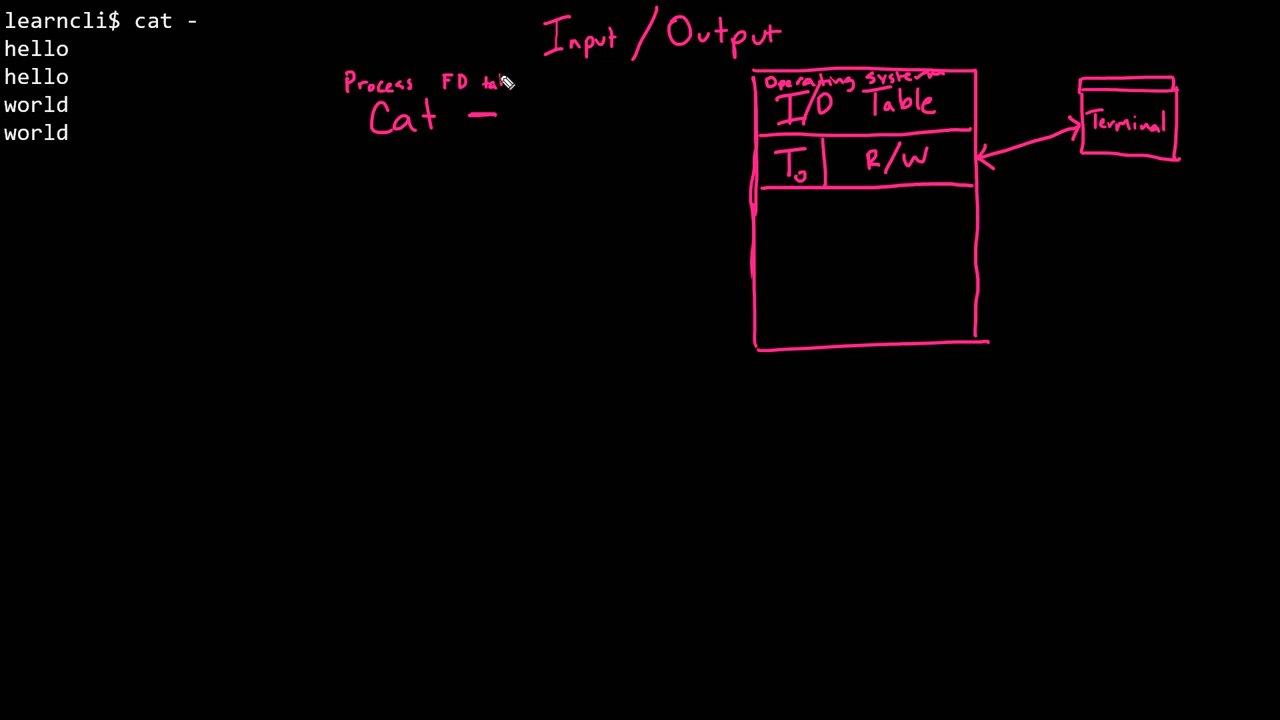 learncli$ cat -
hello
hello
world
world
Input / Output
Process FD
Cat -
Operating System
I/O Table
T0 R/W
Terminal